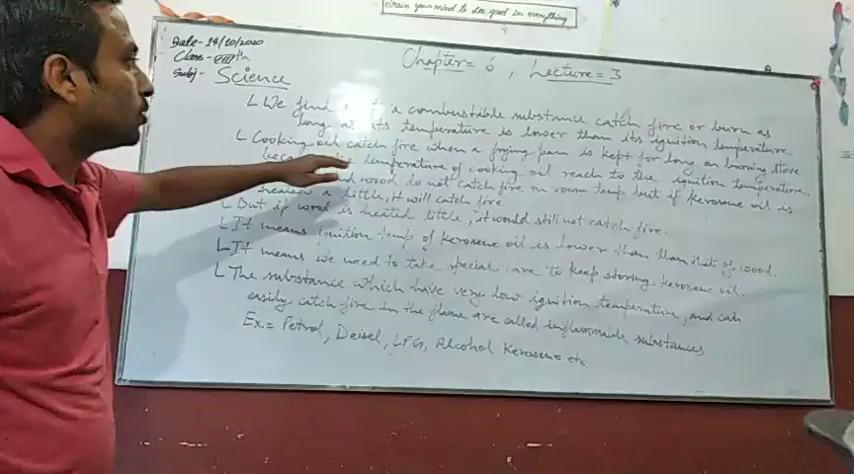 train your mind to see good in everything
Date- 14/10/2020
Class- VIIIth
Subj- Science
Chapter = 6 , Lecture = 3
We find a combustible substance catch fire or burn as
long as its temperature is lower than its ignition temperature.
Cooking oil catch fire when a frying pan is kept for long on burning stove
temperature of cooking oil reach to the ignition temperature.
wood do not catch fire on room temp. but if kerosene oil is
heated a little, it will catch fire.
But if wood is heated little, it would still not catch fire.
It means ignition temp of kerosene oil is lower than that of wood.
It means we need to take special care to keep storing kerosene oil.
The substance which have very low ignition temperature, and can
easily catch fire in the flame are called inflammable substances
Ex. = Petrol, Deisel, LPG, Alcohol Kerosene etc.